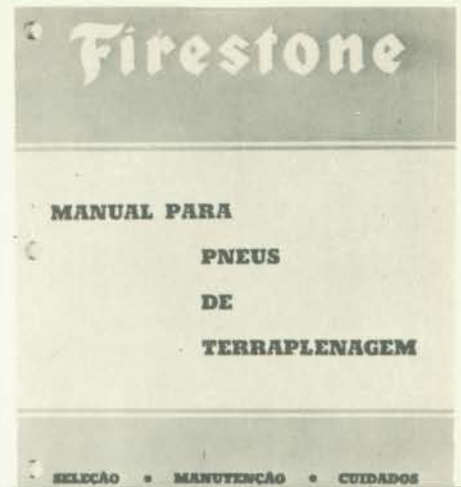 Firestone
MANUAL PARA
PNEUS
DE
TERRAPLENAGEM
SELEÇÃO • MANUTENÇÃO • CUIDADOS